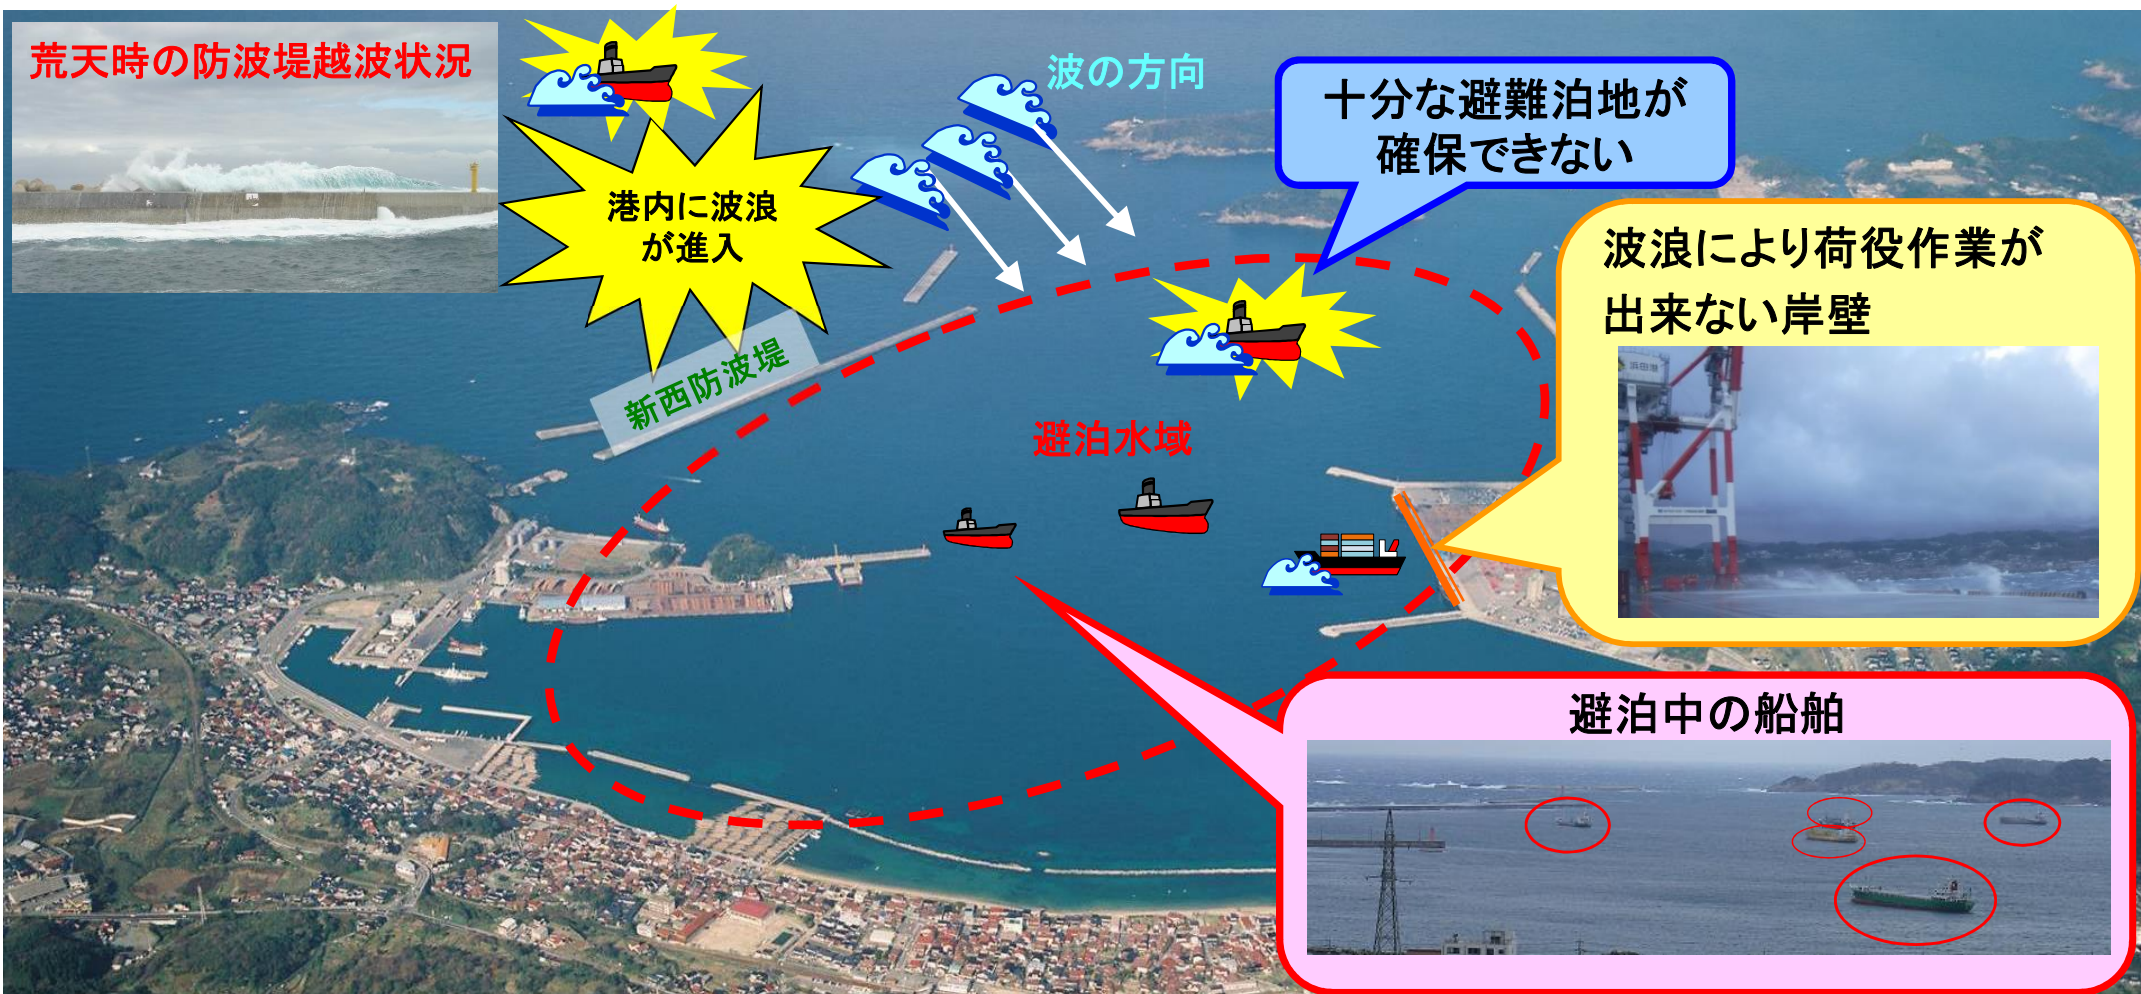 荒天時の防波堤越波状況
波の方向
十分な避難泊地が
確保できない
港内に波浪
が進入
波浪により荷役作業が
出来ない岸壁
浜田港
新西防波堤
避泊水域
避泊中の船舶